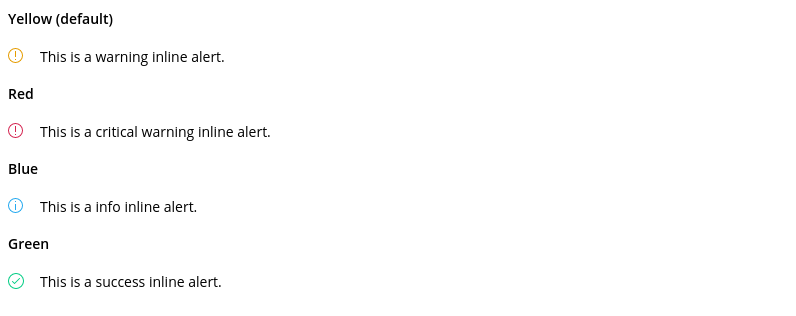 Yellow (default)
This is a warning inline alert.
Red
This is a critical warning inline alert.
Blue
This is a info inline alert.
Green
This is a success inline alert.